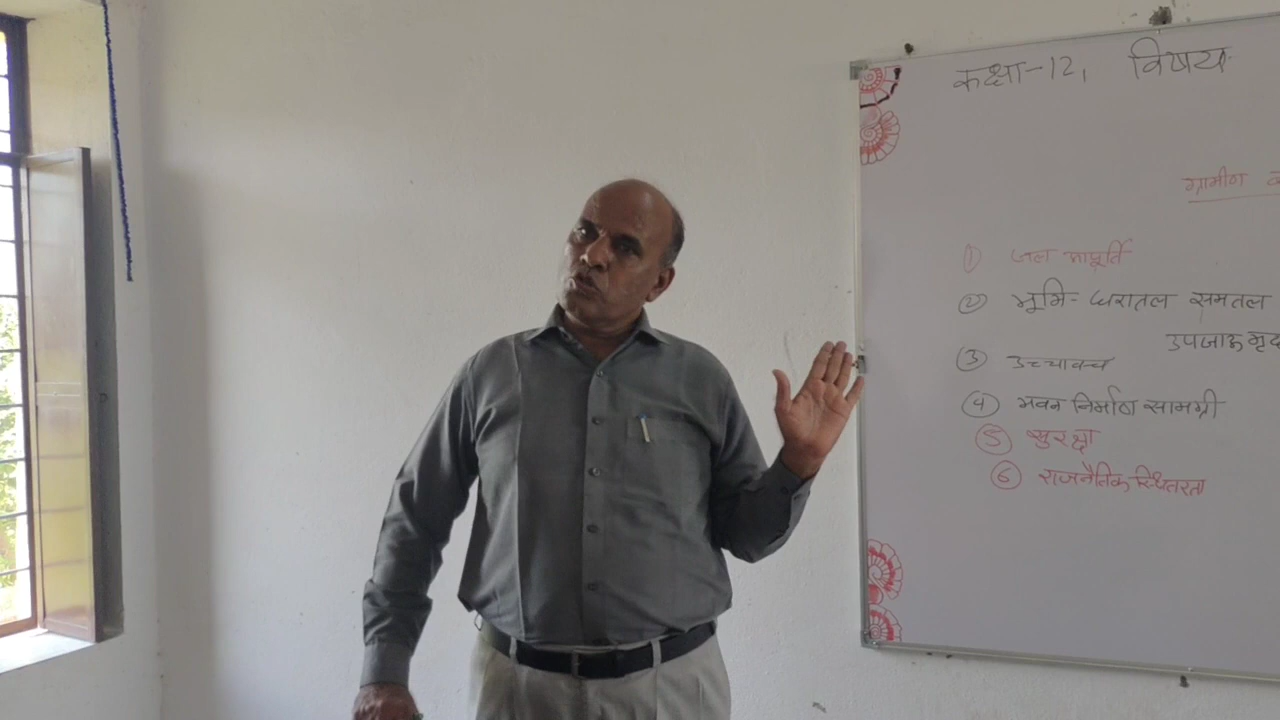 कक्षा-12, विषय
ग्रामीण
① जल आपूर्ति
② भूमि- धरातल समतल
उपजाऊ
③ उच्चावच्च
④ भवन निर्माण सामग्री
⑤ सुरक्षा
⑥ राजनैतिक स्थितरता